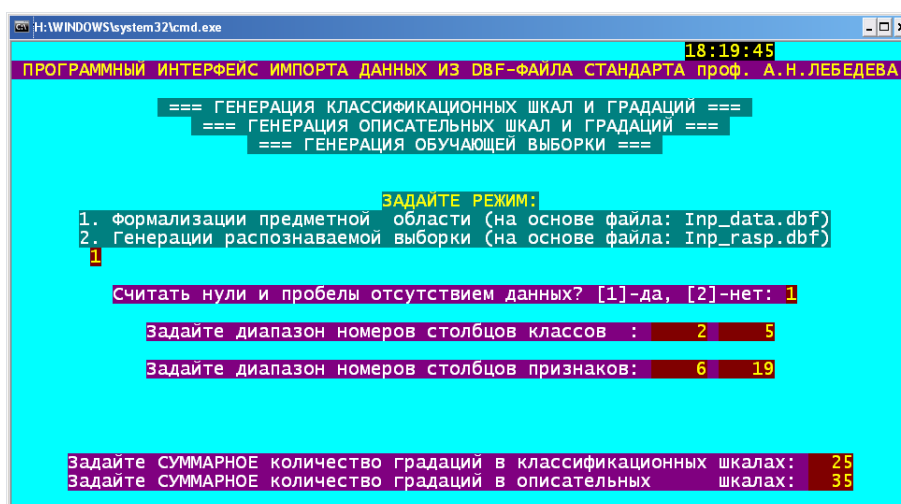 H:\WINDOWS\system32\cmd.exe
18:19:45
ПРОГРАММНЫЙ ИНТЕРФЕЙС ИМПОРТА ДАННЫХ ИЗ DBF-ФАЙЛА СТАНДАРТА проф. А.Н.ЛЕБЕДЕВА
=== ГЕНЕРАЦИЯ КЛАССИФИКАЦИОННЫХ ШКАЛ И ГРАДАЦИЙ ===
=== ГЕНЕРАЦИЯ ОПИСАТЕЛЬНЫХ ШКАЛ И ГРАДАЦИЙ ===
=== ГЕНЕРАЦИЯ ОБУЧАЮЩЕЙ ВЫБОРКИ ===
ЗАДАЙТЕ РЕЖИМ:
1. Формализации предметной области (на основе файла: Inp_data.dbf)
2. Генерации распознаваемой выборки (на основе файла: Inp_rasp.dbf)
1
Считать нули и пробелы отсутствием данных? [1]-да, [2]-нет: 1
Задайте диапазон номеров столбцов классов : 2 5
Задайте диапазон номеров столбцов признаков: 6 19
Задайте СУММАРНОЕ количество градаций в классификационных шкалах: 25
Задайте СУММАРНОЕ количество градаций в описательных шкалах: 35